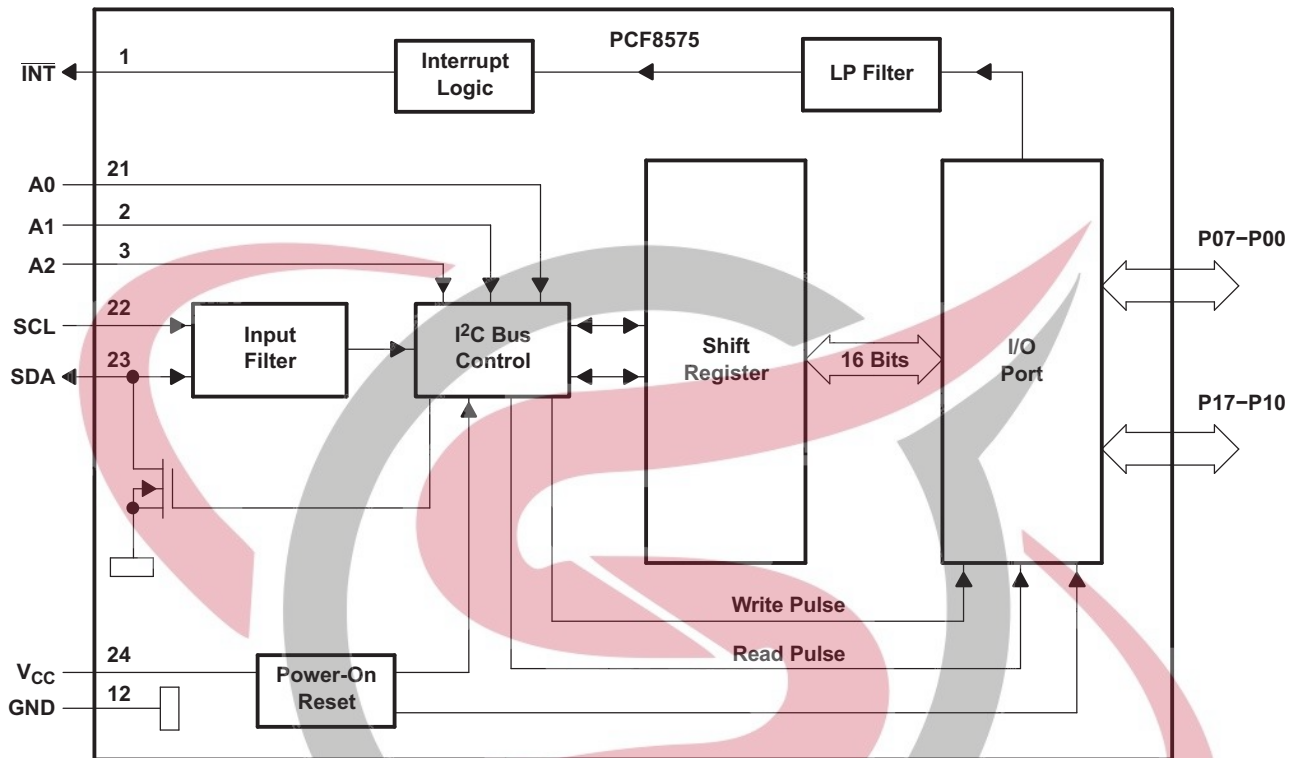 PCF8575
INT
1
Interrupt
Logic
LP Filter
A0
21
A1
2
A2
3
SCL
22
SDA
23
Input
Filter
I²C Bus
Control
Shift
Register
16 Bits
I/O
Port
P07–P00
P17–P10
Write Pulse
Read Pulse
VCC
24
GND
12
Power-On
Reset